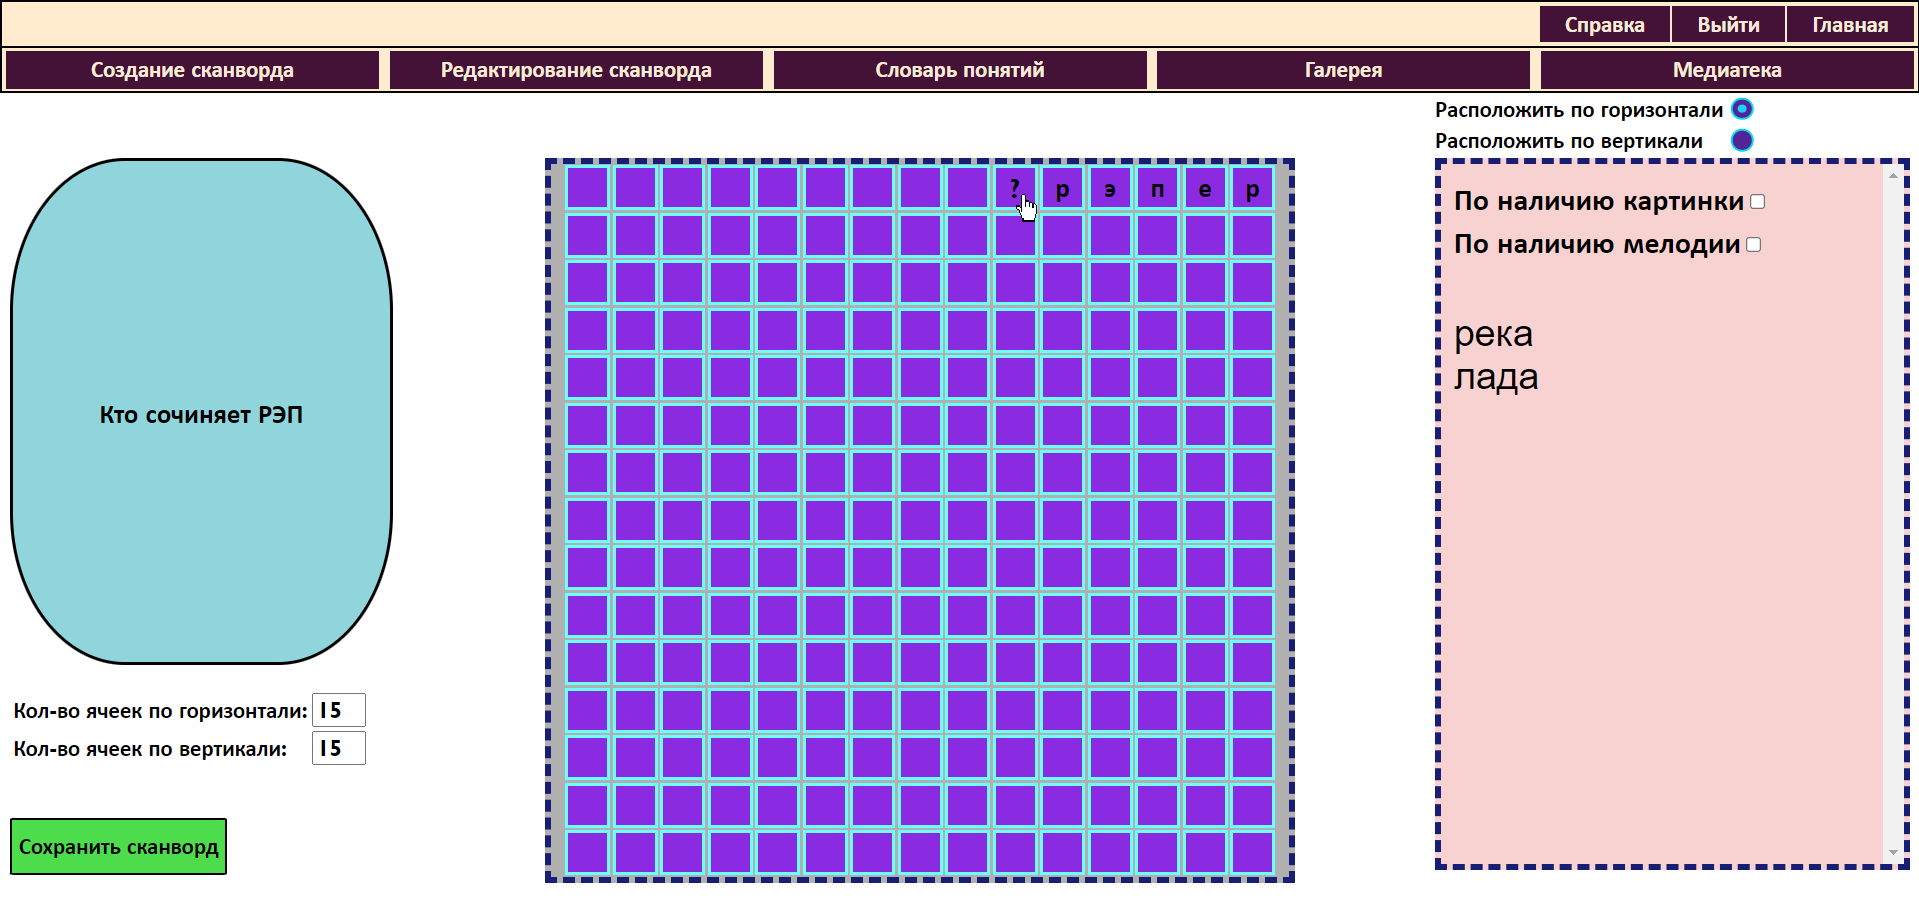 Справка Выйти Главная
Создание сканворда Редактирование сканворда Словарь понятий Галерея Медиатека
Расположить по горизонтали
Расположить по вертикали
? р э п е р
По наличию картинки
По наличию мелодии
река
лада
Кто сочиняет РЭП
Кол-во ячеек по горизонтали: 15
Кол-во ячеек по вертикали: 15
Сохранить сканворд